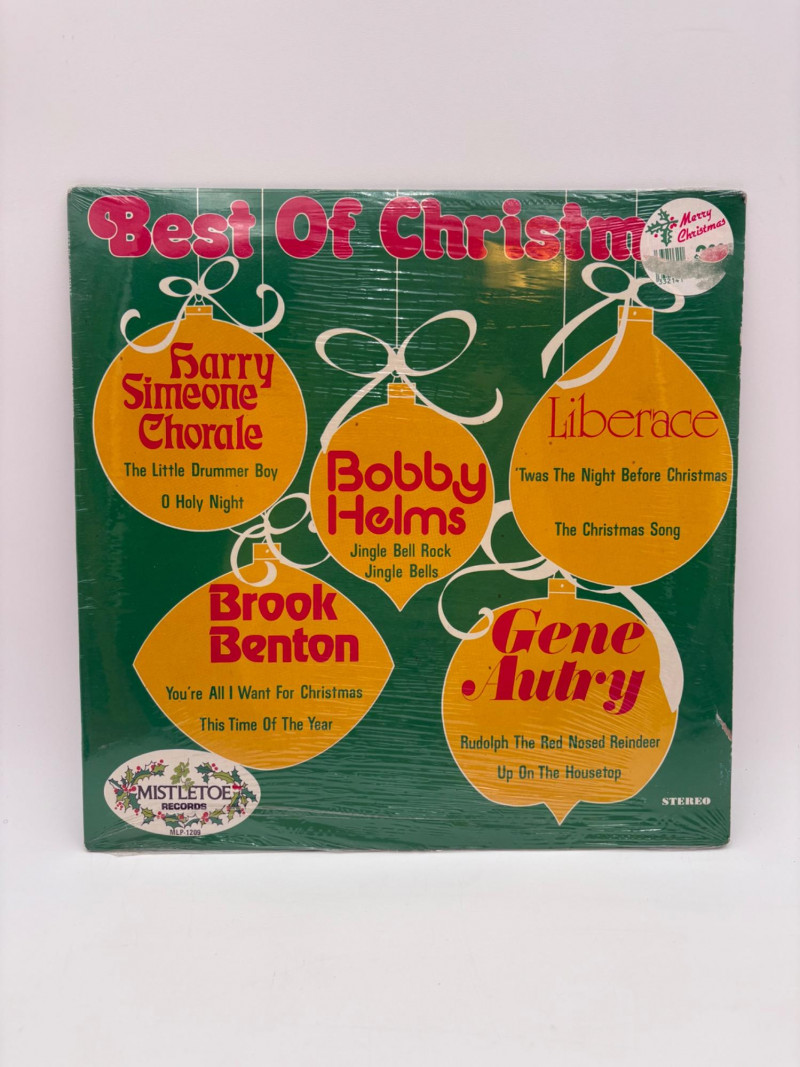 Best Of Christm
Merry
Christmas
Harry
Simeone
Chorale
The Little Drummer Boy
O Holy Night
Bobby
Helms
Jingle Bell Rock
Jingle Bells
Liberace
'Twas The Night Before Christmas
The Christmas Song
Brook
Benton
You're All I Want For Christmas
This Time Of The Year
Gene
Autry
Rudolph The Red Nosed Reindeer
Up On The Housetop
MISTLETOE
RECORDS
MLP-1209
STEREO